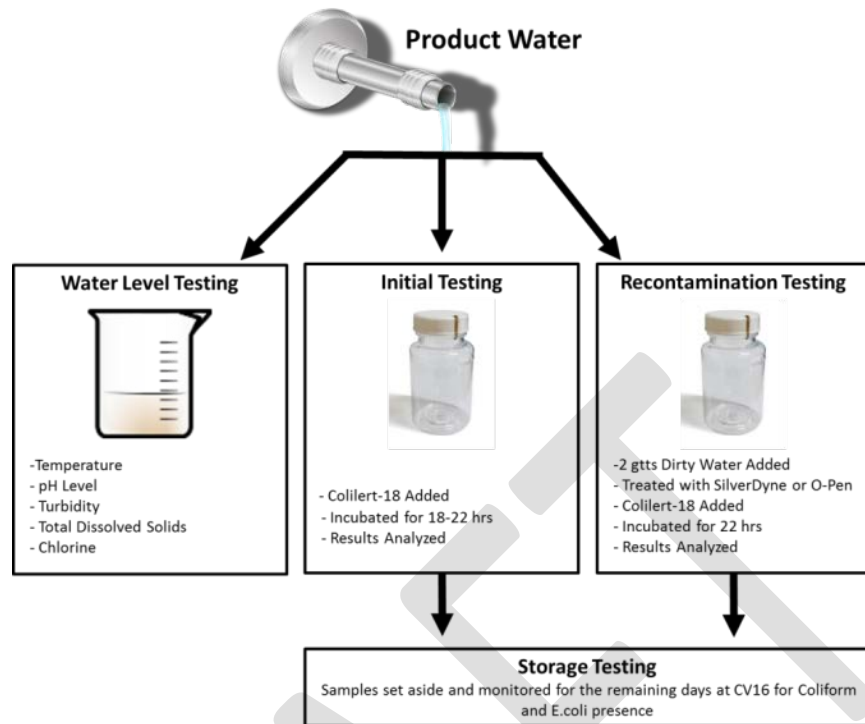 Product Water
Water Level Testing
-Temperature
- pH Level
- Turbidity
- Total Dissolved Solids
- Chlorine
Initial Testing
- Colilert-18 Added
- Incubated for 18-22 hrs
- Results Analyzed
Recontamination Testing
-2 gtts Dirty Water Added
- Treated with SilverDyne or O-Pen
- Colilert-18 Added
- Incubated for 22 hrs
- Results Analyzed
Storage Testing
Samples set aside and monitored for the remaining days at CV16 for Coliform
and E.coli presence